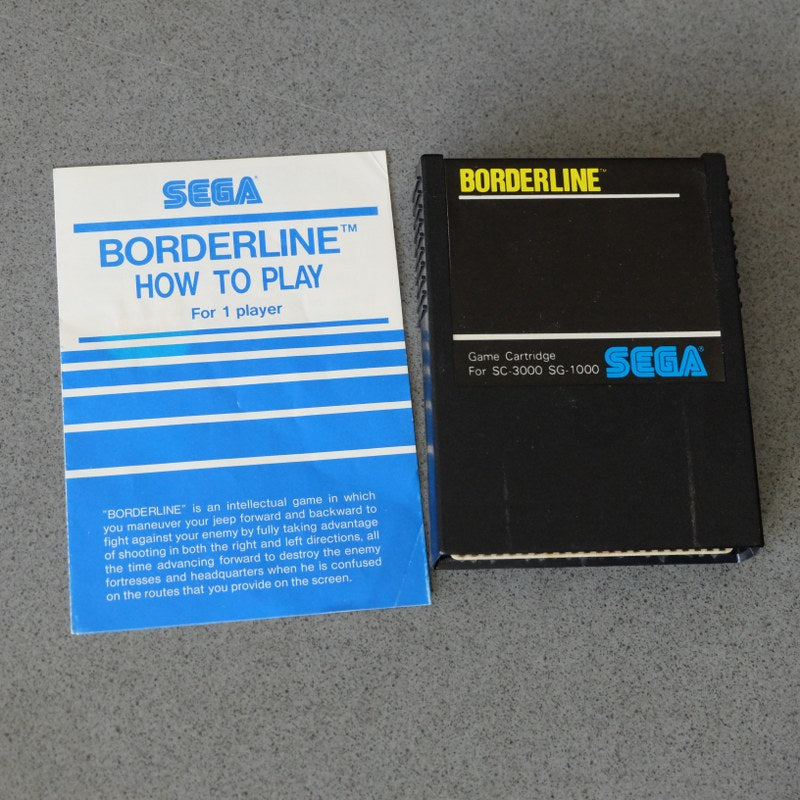 SEGA®
BORDERLINE™
HOW TO PLAY
For 1 player
"BORDERLINE" is an intellectual game in which
you maneuver your jeep forward and backward to
fight against your enemy by fully taking advantage
of shooting in both the right and left directions, all
the time advancing forward to destroy the enemy
fortresses and headquarters when he is confused
on the routes that you provide on the screen.
BORDERLINE™
Game Cartridge
For SC-3000 SG-1000
SEGA®